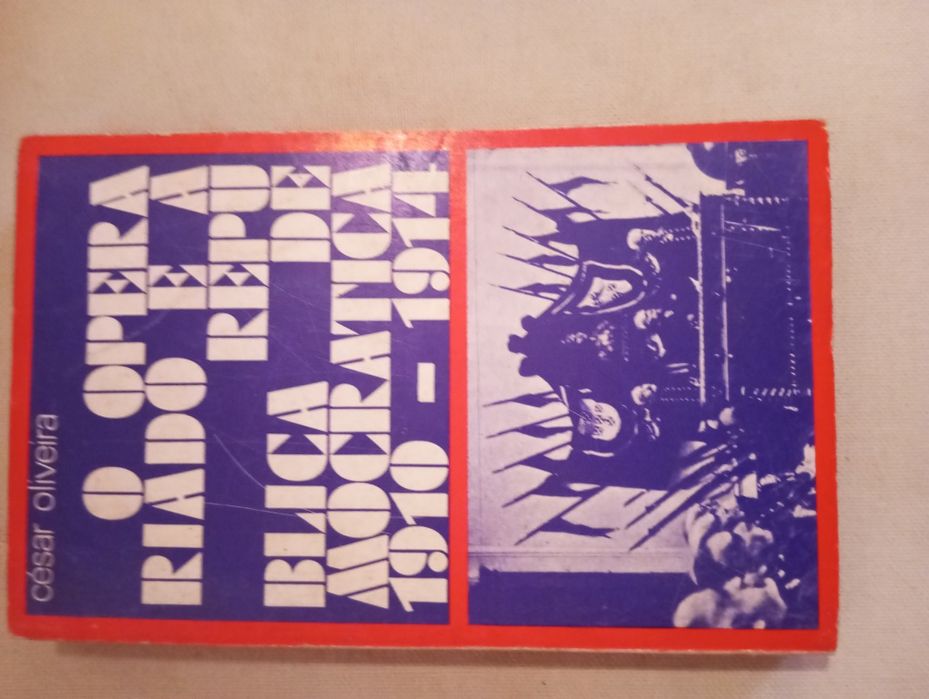 césar oliveira
O OPERA
RIADO E A
REPU
BLICA DE
MOCRATICA
1910 – 1914